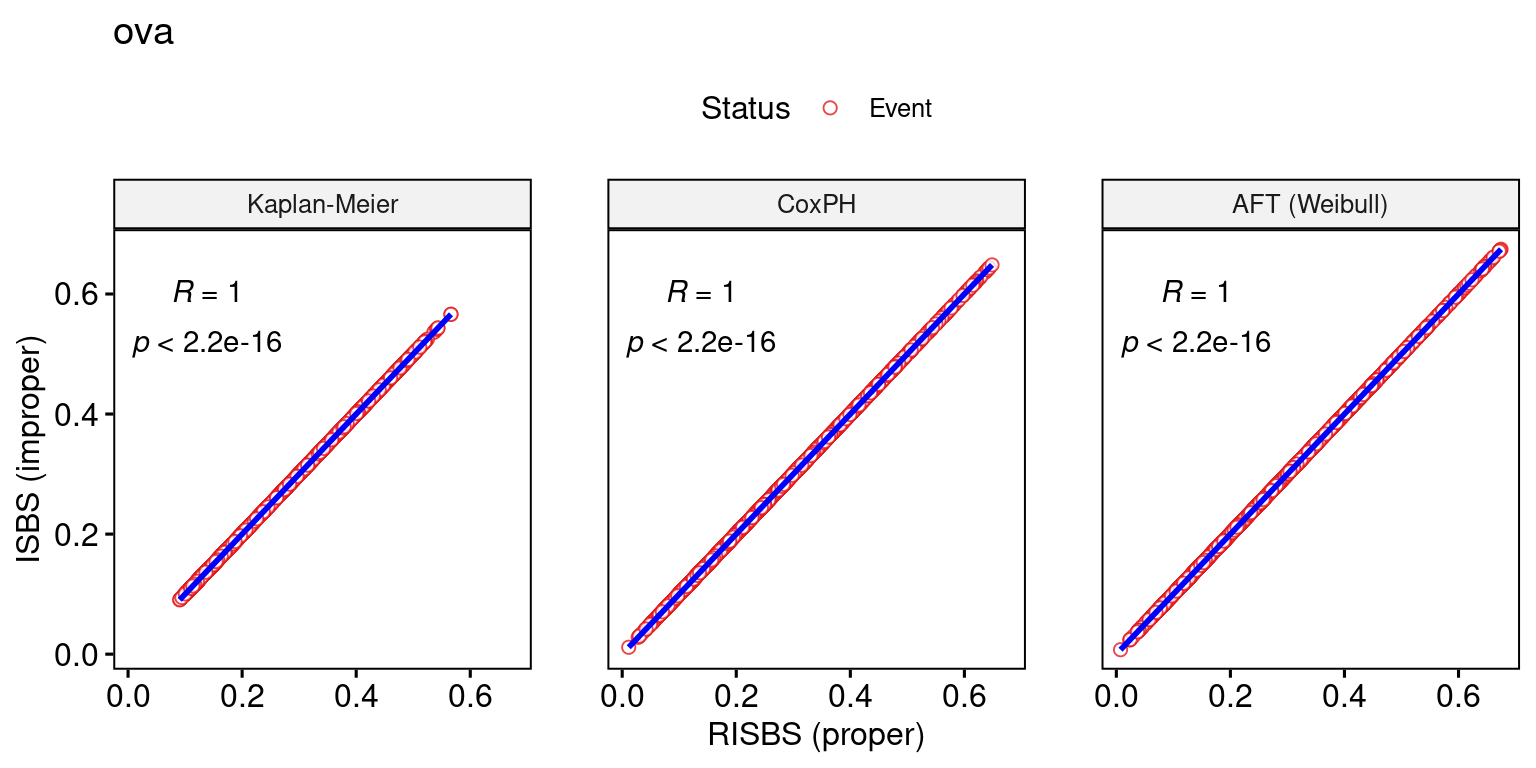 ova
Status Event
Kaplan-Meier CoxPH AFT (Weibull)
R = 1 R = 1 R = 1
p < 2.2e-16 p < 2.2e-16 p < 2.2e-16
ISBS (improper)
0.6
0.4
0.2
0.0
0.0 0.2 0.4 0.6 0.0 0.2 0.4 0.6 0.0 0.2 0.4 0.6
RISBS (proper)